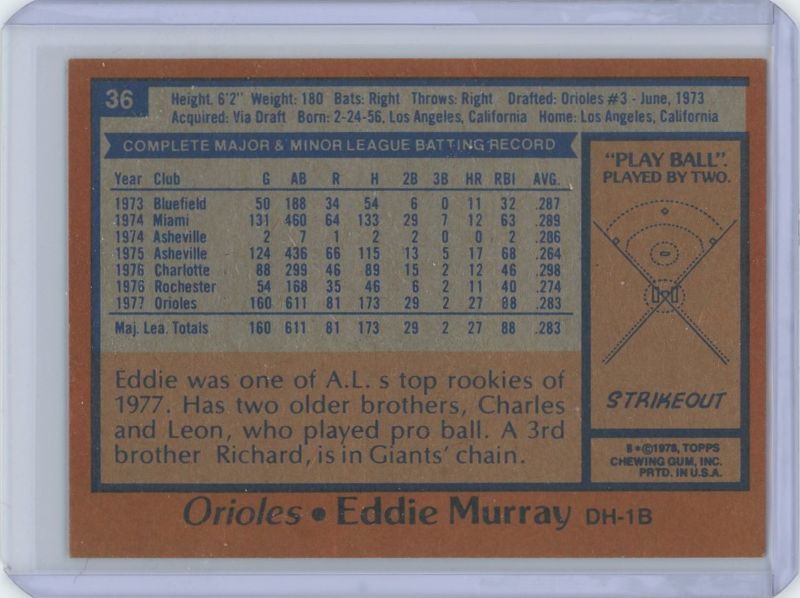 36
Height, 6'2" Weight: 180 Bats: Right Throws: Right Drafted: Orioles #3 - June, 1973
Acquired: Via Draft Born: 2-24-56, Los Angeles, California Home: Los Angeles, California
COMPLETE MAJOR & MINOR LEAGUE BATTING RECORD
Year Club G AB R H 2B 3B HR RBI AVG.
1973 Bluefield 50 188 34 54 6 0 11 32 .287
1974 Miami 131 460 64 133 29 7 12 63 .289
1974 Asheville 2 7 1 2 2 0 0 2 .286
1975 Asheville 124 436 66 115 13 5 17 68 .264
1976 Charlotte 88 299 46 89 15 2 12 46 .298
1976 Rochester 54 168 35 46 6 2 11 40 .274
1977 Orioles 160 611 81 173 29 2 27 88 .283
Maj. Lea. Totals 160 611 81 173 29 2 27 88 .283
Eddie was one of A.L. s top rookies of
1977. Has two older brothers, Charles
and Leon, who played pro ball. A 3rd
brother Richard, is in Giants' chain.
"PLAY BALL".
PLAYED BY TWO.
STRIKEOUT
B*©1978, TOPPS
CHEWING GUM, INC.
PRTD. IN U.S.A.
Orioles • Eddie Murray DH-1B